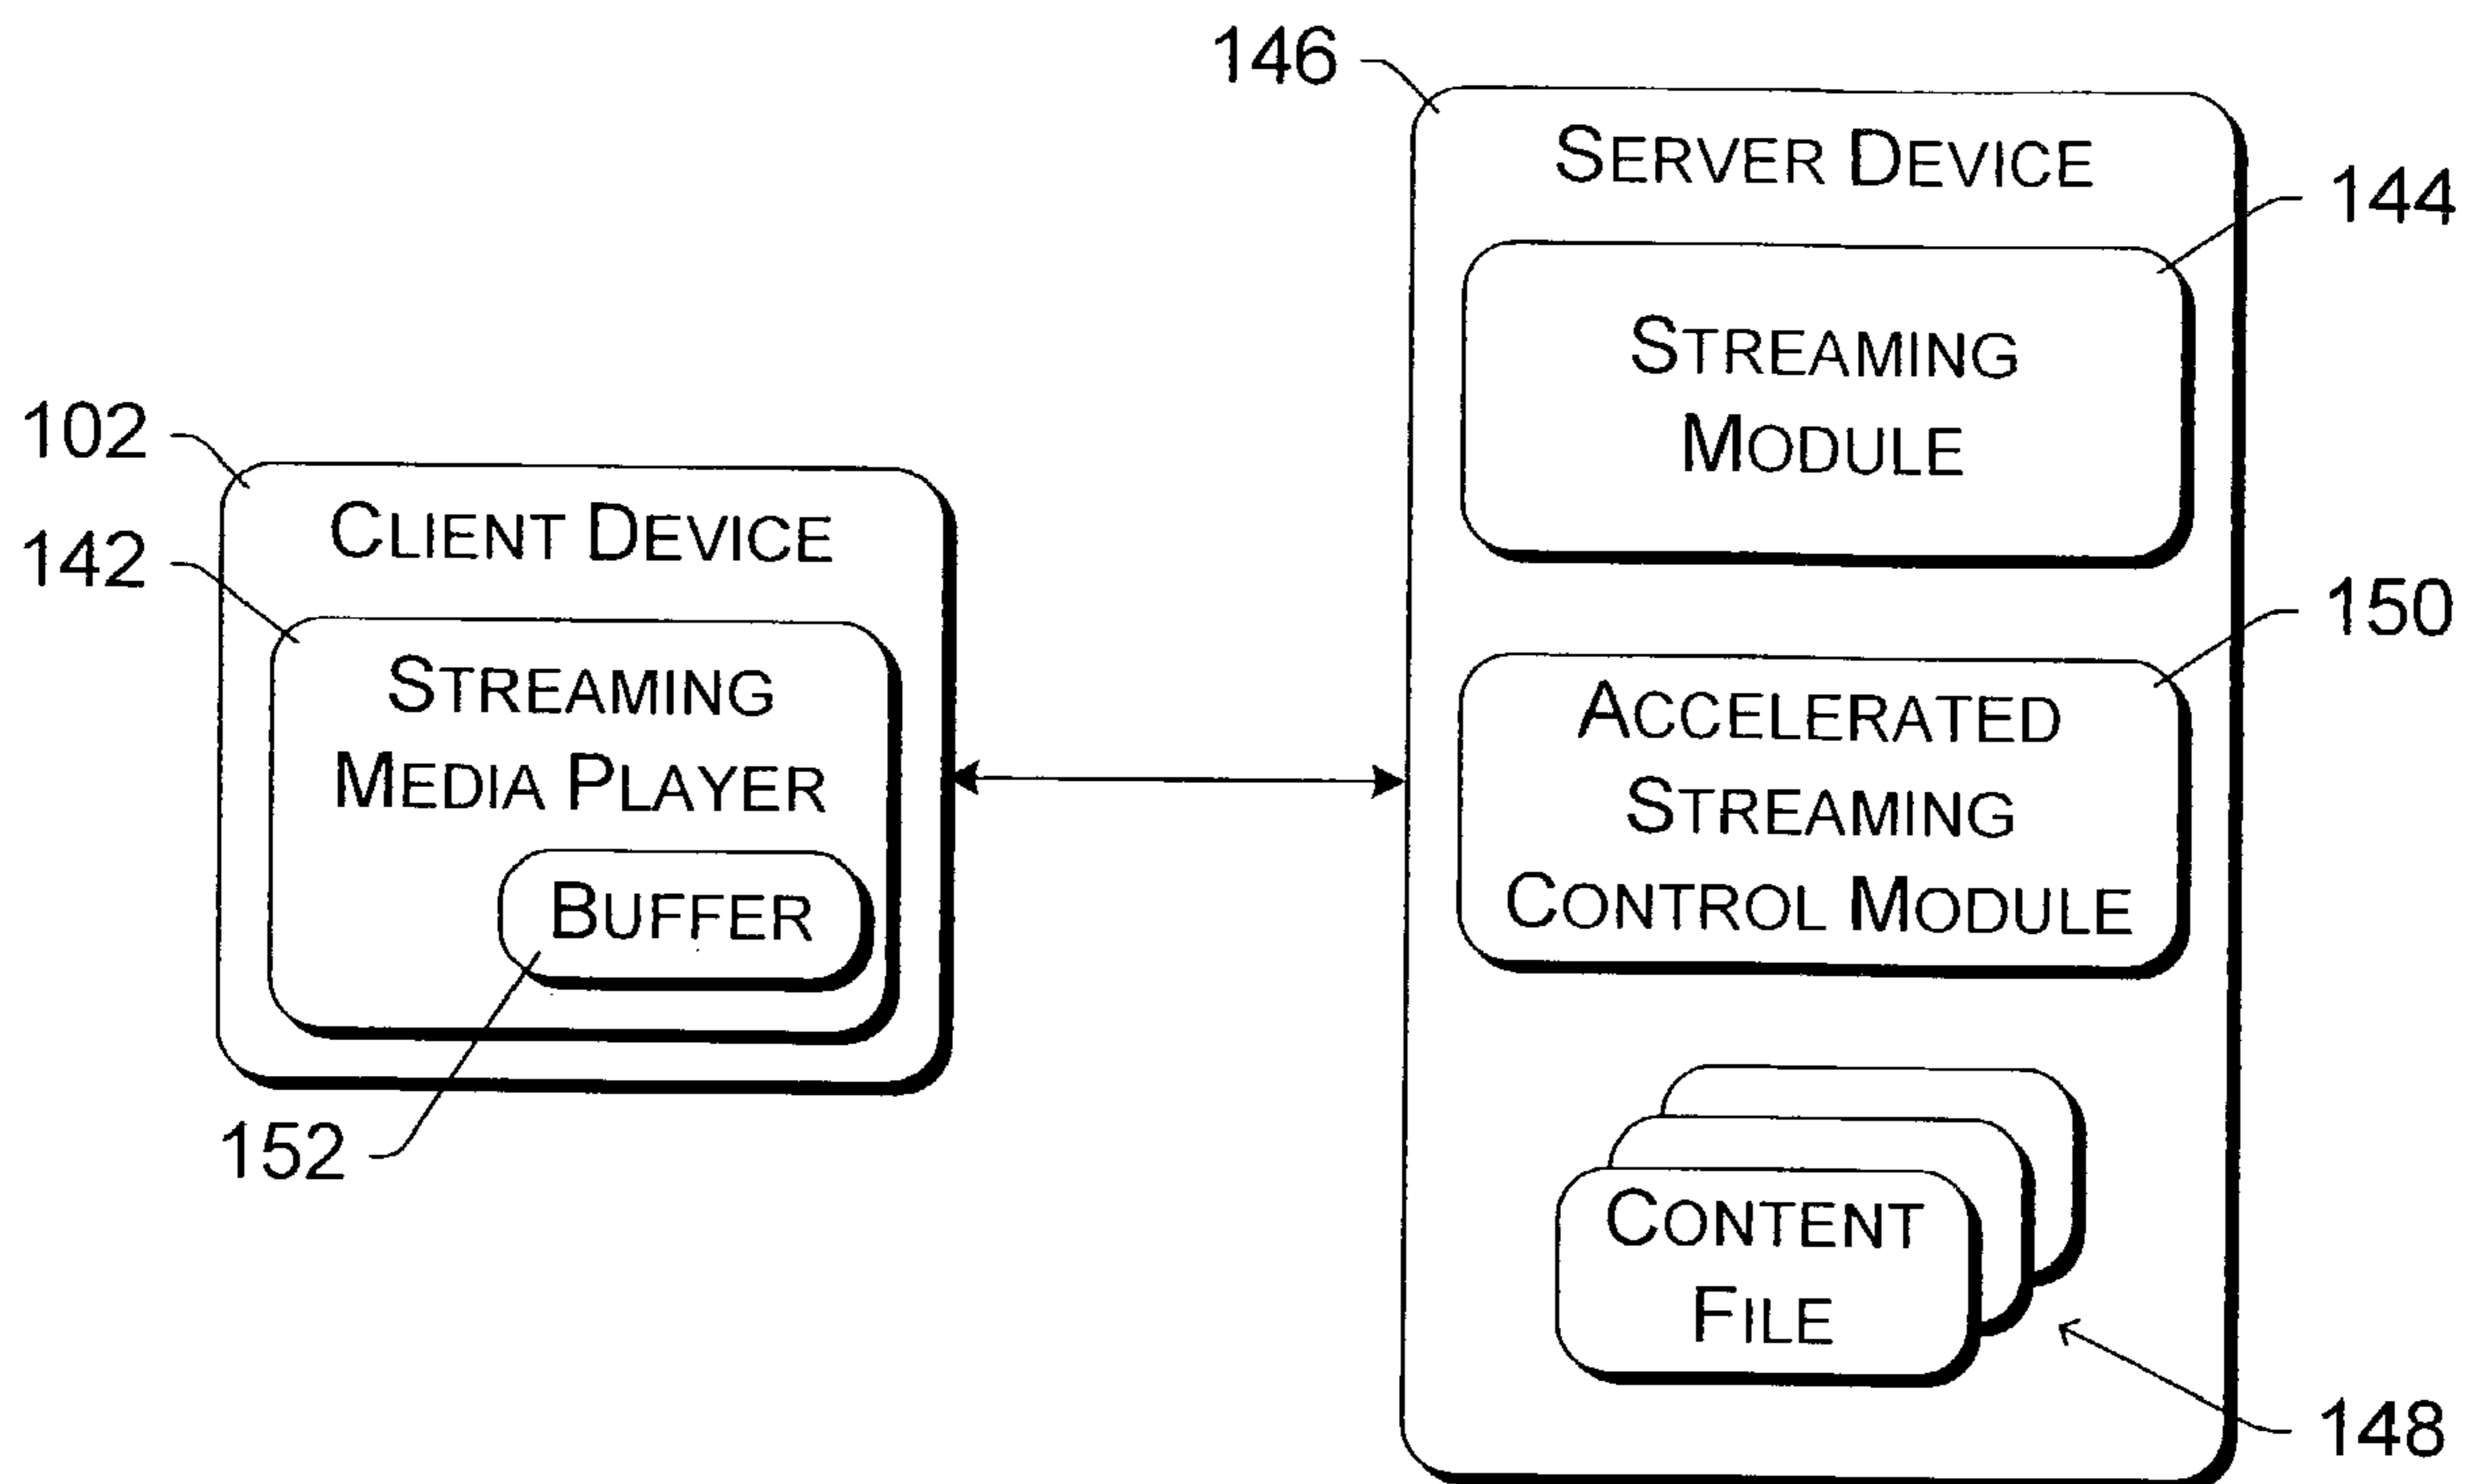 146
SERVER DEVICE
144
STREAMING
MODULE
102
CLIENT DEVICE
142
STREAMING
MEDIA PLAYER
BUFFER
152
150
ACCELERATED
STREAMING
CONTROL MODULE
CONTENT
FILE
148